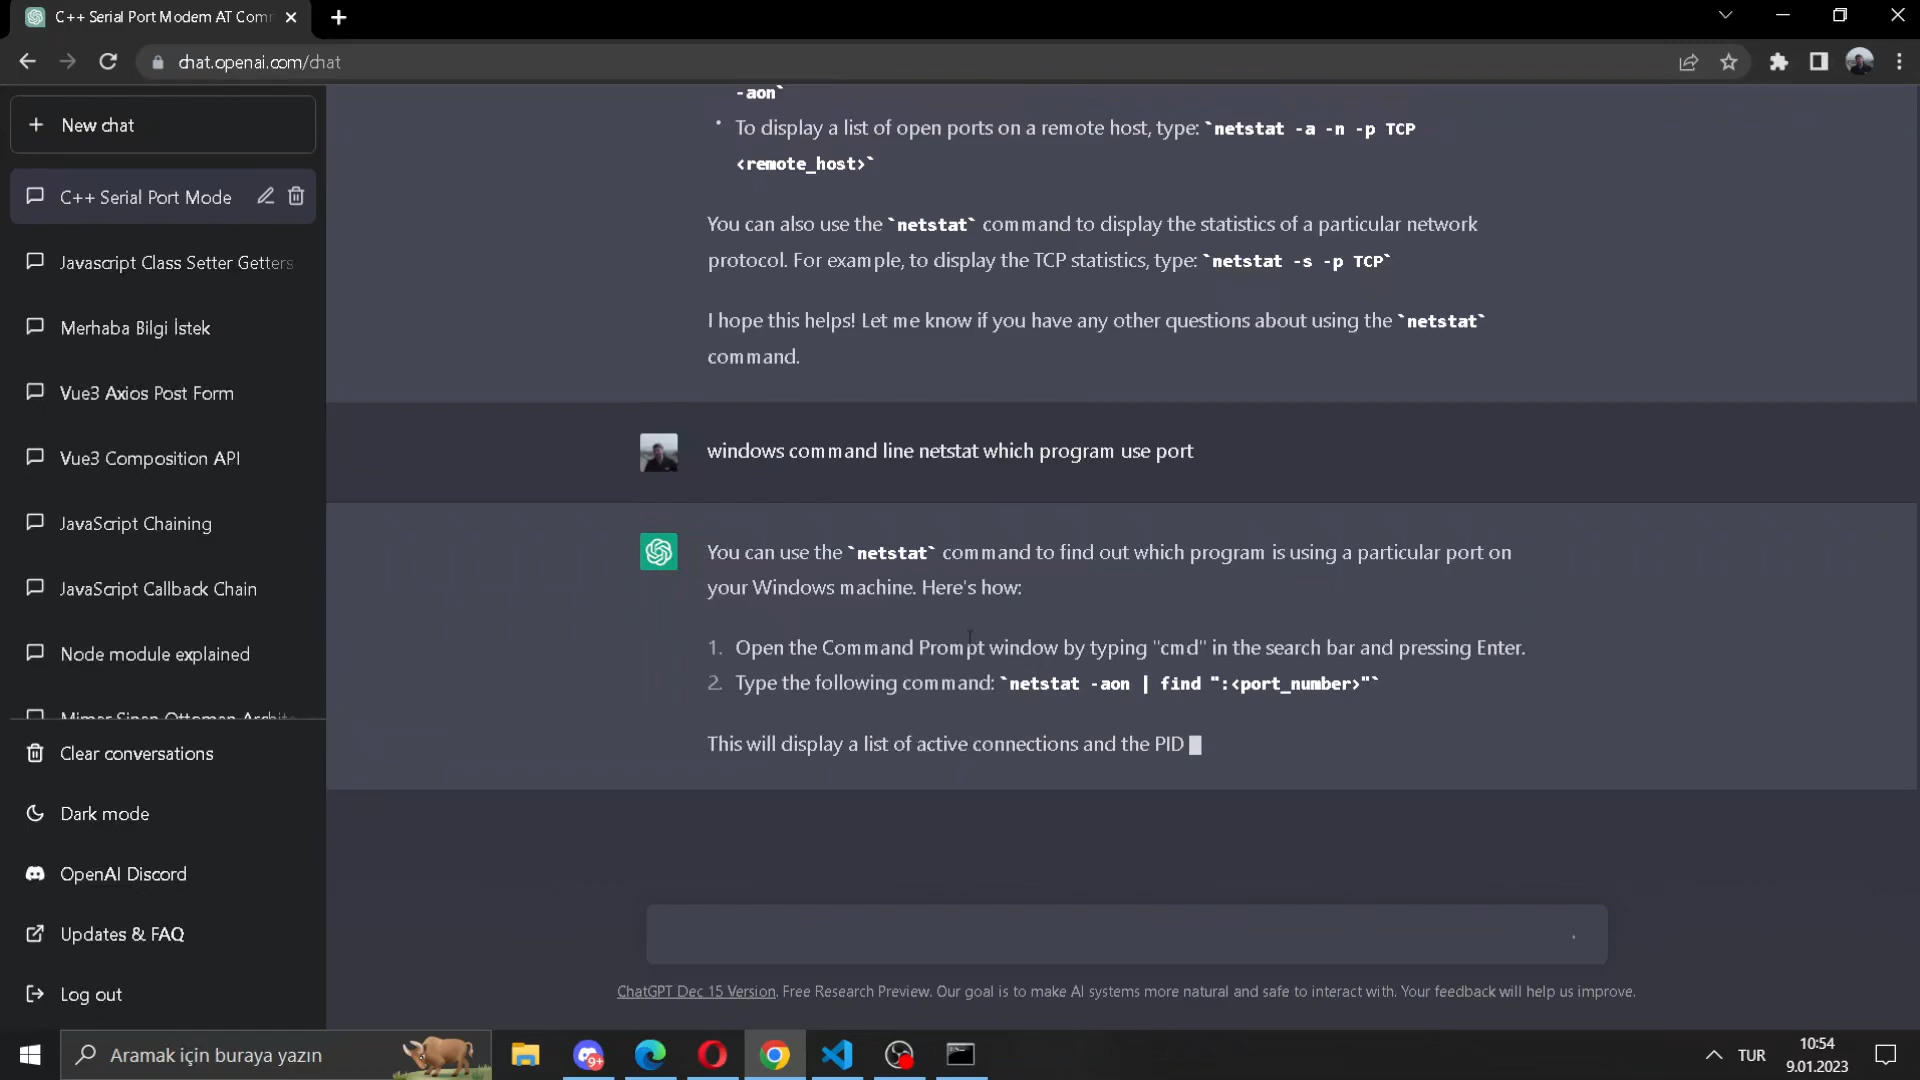 C++ Serial Port Modem AT Com
chat.openai.com/chat
New chat
C++ Serial Port Mode
Javascript Class Setter Getters
Merhaba Bilgi İstek
Vue3 Axios Post Form
Vue3 Composition API
JavaScript Chaining
JavaScript Callback Chain
Node module explained
Mimar Sinan Ottoman Archite
Clear conversations
Dark mode
OpenAI Discord
Updates & FAQ
Log out
-aon`
• To display a list of open ports on a remote host, type: `netstat -a -n -p TCP
<remote_host>`
You can also use the `netstat` command to display the statistics of a particular network
protocol. For example, to display the TCP statistics, type: `netstat -s -p TCP`
I hope this helps! Let me know if you have any other questions about using the `netstat`
command.
windows command line netstat which program use port
You can use the `netstat` command to find out which program is using a particular port on
your Windows machine. Here's how:
1. Open the Command Prompt window by typing "cmd" in the search bar and pressing Enter.
2. Type the following command: `netstat -aon | find ":<port_number>"`
This will display a list of active connections and the PID
ChatGPT Dec 15 Version. Free Research Preview. Our goal is to make AI systems more natural and safe to interact with. Your feedback will help us improve.
Aramak için buraya yazın
9+
TUR
10:54
9.01.2023